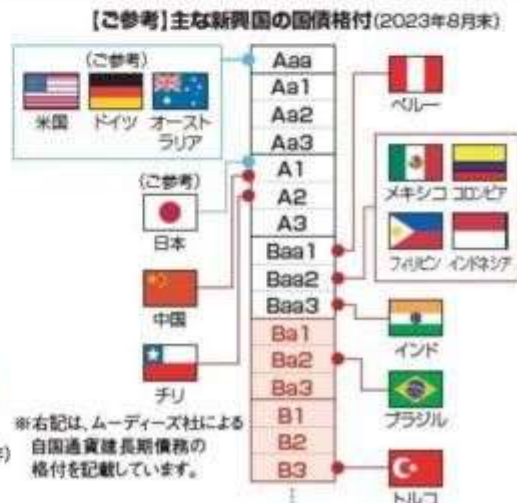 【ご参考】主な新興国の国債格付(2023年8月末)
(ご参考)
米国 ドイツ オースト
ラリア
(ご参考)
日本
中国
チリ
Aaa
Aa1
Aa2
Aa3
A1
A2
A3
Baa1
Baa2
Baa3
Ba1
Ba2
Ba3
B1
B2
B3
ペルー
メキシコ コロンビア
フィリピン インドネシア
インド
ブラジル
トルコ
※右記は、ムーディーズ社による
自国通貨建長期債務の
格付を記載しています。